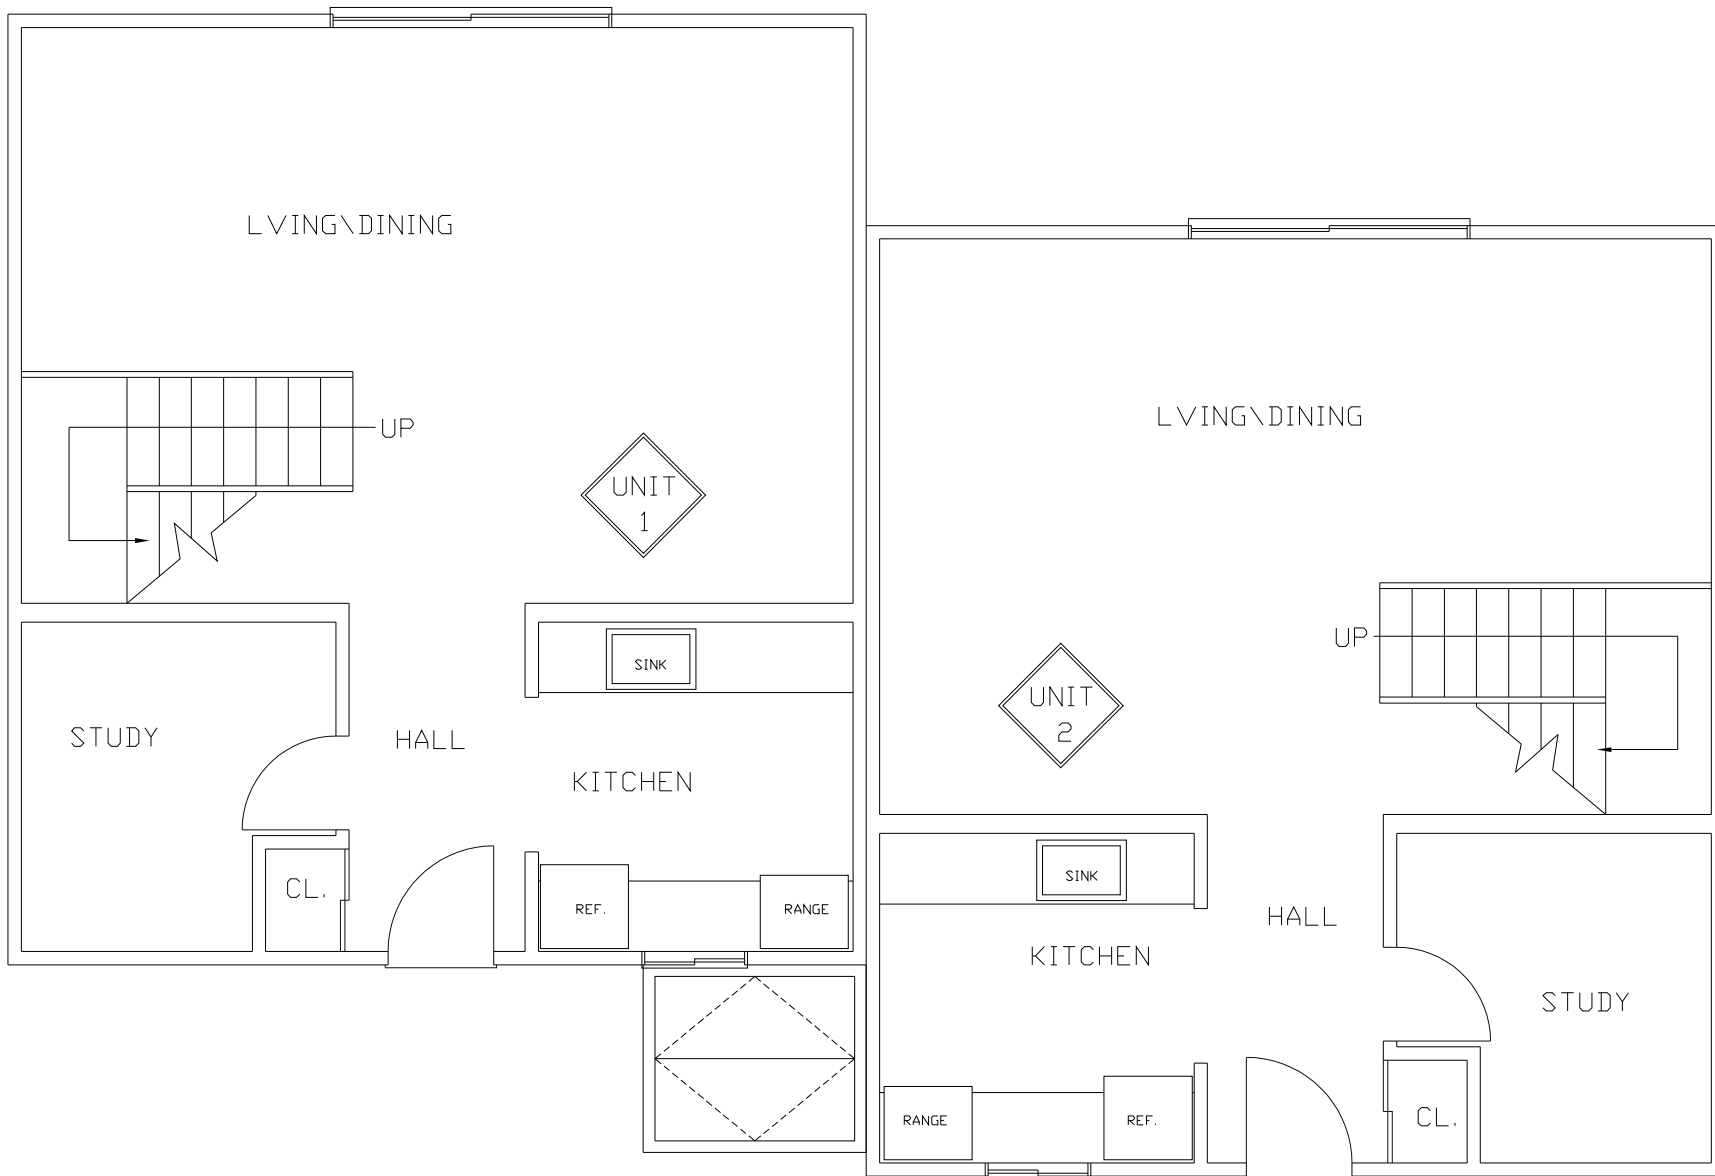 LVING\DINING
UP
UNIT
1
SINK
STUDY
HALL
KITCHEN
CL.
REF.
RANGE
LVING\DINING
UP
UNIT
2
SINK
HALL
KITCHEN
STUDY
RANGE
REF.
CL.